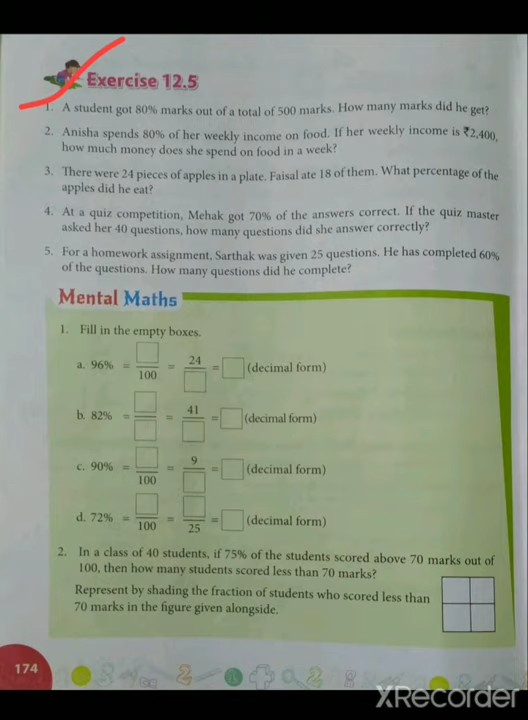 Exercise 12.5
1. A student got 80% marks out of a total of 500 marks. How many marks did he get?
2. Anisha spends 80% of her weekly income on food. If her weekly income is ₹2,400,
how much money does she spend on food in a week?
3. There were 24 pieces of apples in a plate. Faisal ate 18 of them. What percentage of the
apples did he eat?
4. At a quiz competition, Mehak got 70% of the answers correct. If the quiz master
asked her 40 questions, how many questions did she answer correctly?
5. For a homework assignment, Sarthak was given 25 questions. He has completed 60%
of the questions. How many questions did he complete?
Mental Maths
1. Fill in the empty boxes.
a. 96% = □/100 = 24/□ = □ (decimal form)
b. 82% = □/□ = 41/□ = □ (decimal form)
c. 90% = □/100 = 9/□ = □ (decimal form)
d. 72% = □/100 = □/25 = □ (decimal form)
2. In a class of 40 students, if 75% of the students scored above 70 marks out of
100, then how many students scored less than 70 marks?
Represent by shading the fraction of students who scored less than
70 marks in the figure given alongside.
174
XRecorder